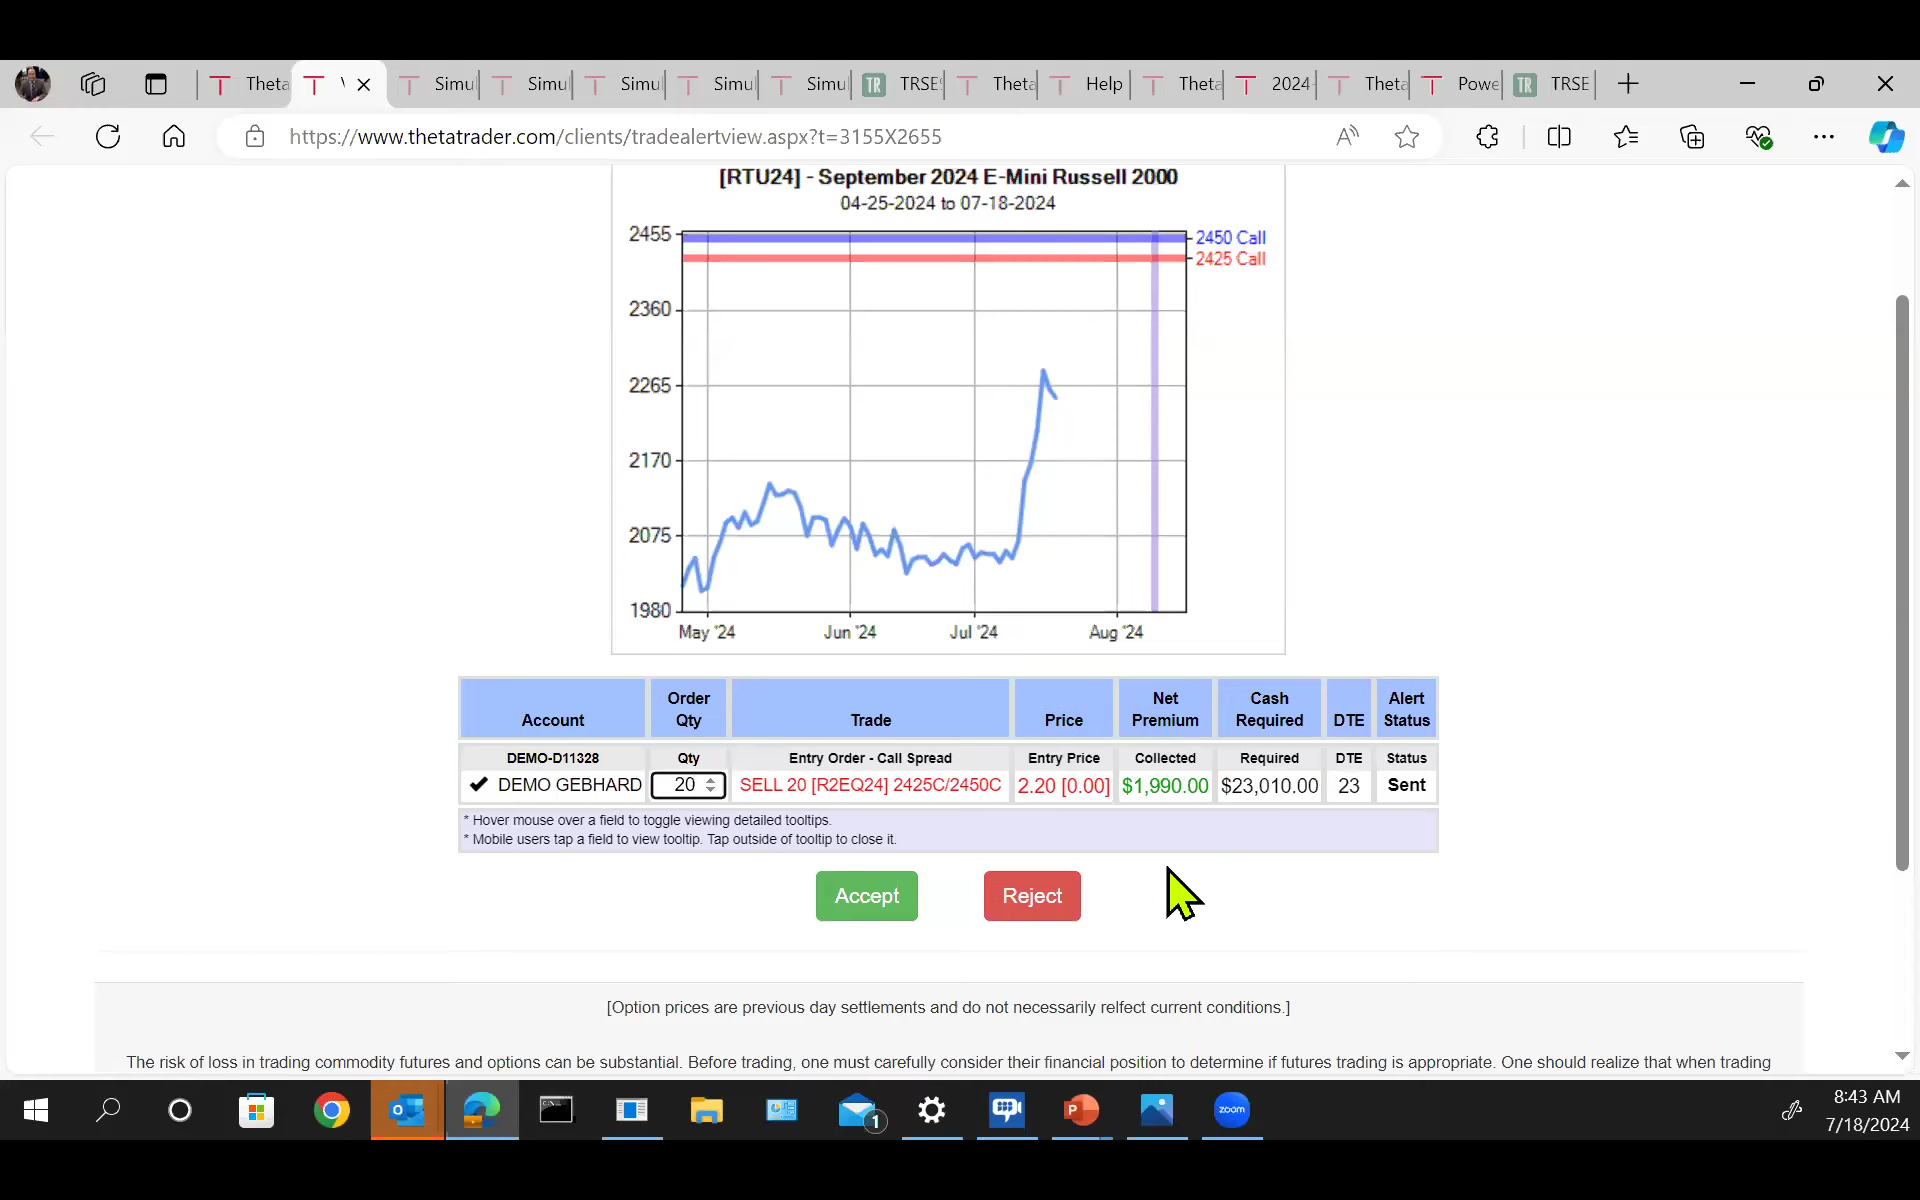 Theta
Simul
Simul
Simul
Simul
Simul
TRSE
Theta
Help
Theta
2024-
Theta
Powe
TRSE
https://www.thetatrader.com/clients/tradealertview.aspx?t=3155X2655
[RTU24] - September 2024 E-Mini Russell 2000
04-25-2024 to 07-18-2024
2455
2450 Call
2425 Call
2360
2265
2170
2075
1980
May '24 Jun '24 Jul '24 Aug '24
Account Order Qty Trade Price Net Premium Cash Required DTE Alert Status
DEMO-D11328 Qty Entry Order - Call Spread Entry Price Collected Required DTE Status
DEMO GEBHARD 20 SELL 20 [R2EQ24] 2425C/2450C 2.20 [0.00] $1,990.00 $23,010.00 23 Sent
* Hover mouse over a field to toggle viewing detailed tooltips.
* Mobile users tap a field to view tooltip. Tap outside of tooltip to close it.
Accept Reject
[Option prices are previous day settlements and do not necessarily relfect current conditions.]
The risk of loss in trading commodity futures and options can be substantial. Before trading, one must carefully consider their financial position to determine if futures trading is appropriate. One should realize that when trading
1
zoom
8:43 AM
7/18/2024